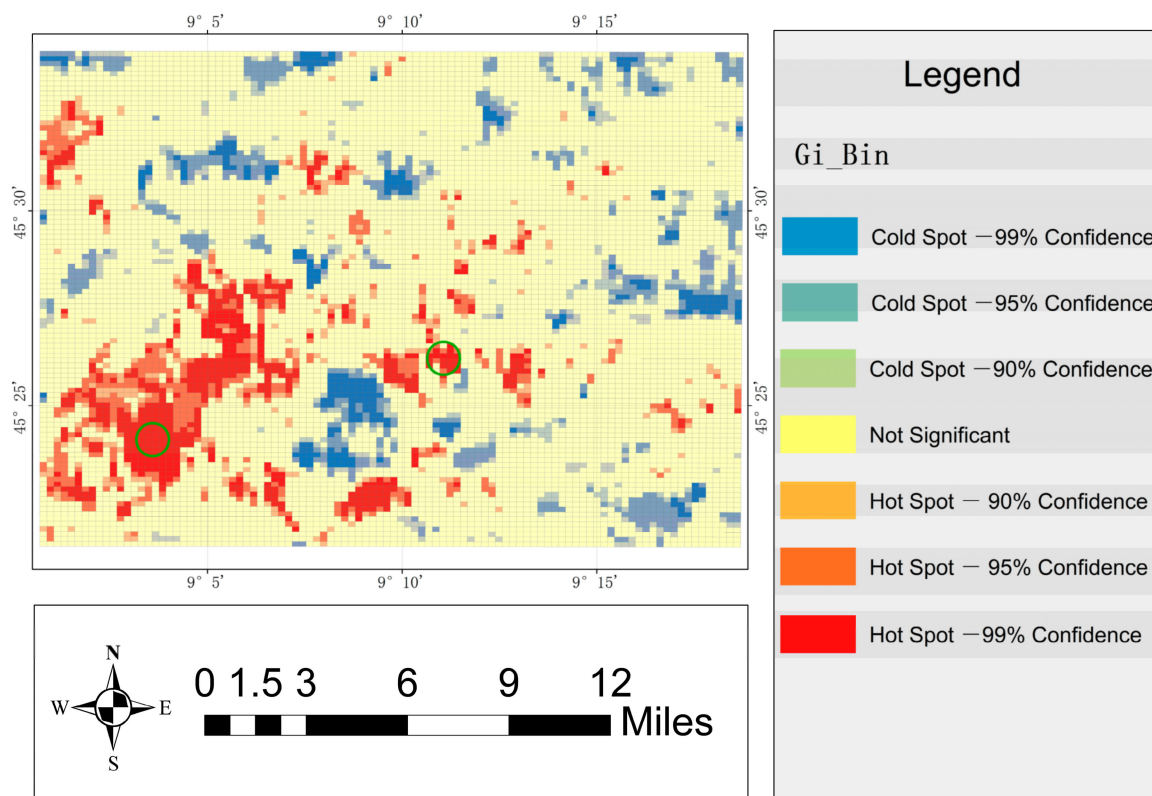 9° 5′ 9° 10′ 9° 15′
45° 30′ 45° 30′
45° 25′ 45° 25′
9° 5′ 9° 10′ 9° 15′
N
W E
S
0 1.5 3 6 9 12
Miles
Legend
Gi_Bin
Cold Spot —99% Confidence
Cold Spot —95% Confidence
Cold Spot —90% Confidence
Not Significant
Hot Spot — 90% Confidence
Hot Spot — 95% Confidence
Hot Spot —99% Confidence